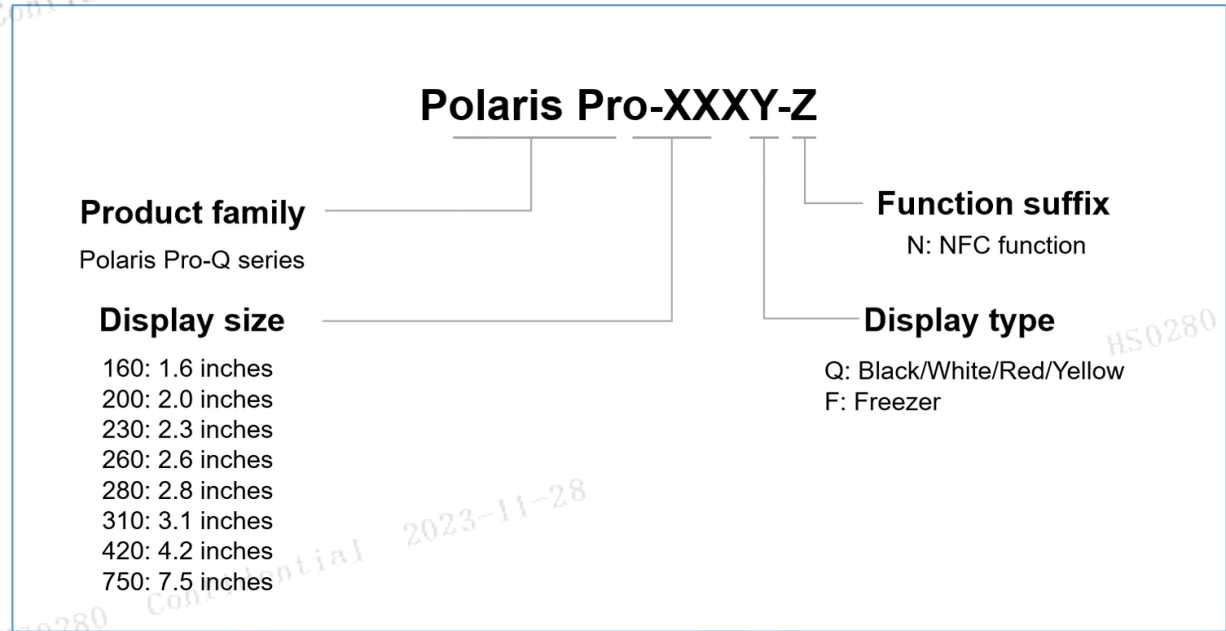 Polaris Pro-XXXY-Z
Product family
Polaris Pro-Q series
Display size
160: 1.6 inches
200: 2.0 inches
230: 2.3 inches
260: 2.6 inches
280: 2.8 inches
310: 3.1 inches
420: 4.2 inches
750: 7.5 inches
Function suffix
N: NFC function
Display type
Q: Black/White/Red/Yellow
F: Freezer
HS0280
HS0280 Confidential 2023-11-28